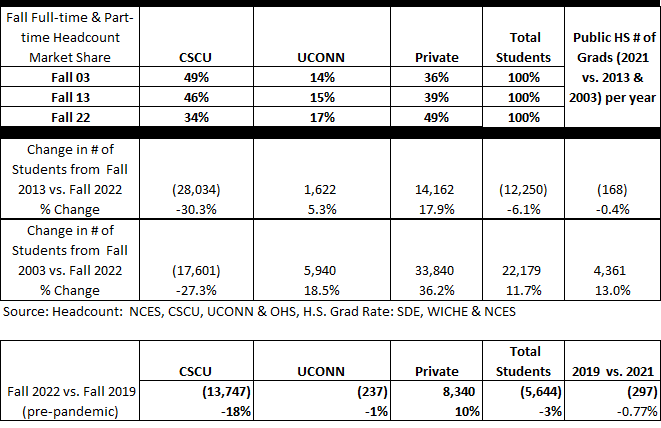 Fall Full-time & Part-
time Headcount
Market Share CSCU UCONN Private Total Students Public HS # of Grads (2021 vs. 2013 & 2003) per year
Fall 03 49% 14% 36% 100%
Fall 13 46% 15% 39% 100%
Fall 22 34% 17% 49% 100%
Change in # of
Students from Fall
2013 vs. Fall 2022 (28,034) 1,622 14,162 (12,250) (168)
% Change -30.3% 5.3% 17.9% -6.1% -0.4%
Change in # of
Students from Fall
2003 vs. Fall 2022 (17,601) 5,940 33,840 22,179 4,361
% Change -27.3% 18.5% 36.2% 11.7% 13.0%
Source: Headcount: NCES, CSCU, UCONN & OHS, H.S. Grad Rate: SDE, WICHE & NCES
CSCU UCONN Private Total Students 2019 vs. 2021
Fall 2022 vs. Fall 2019 (13,747) (237) 8,340 (5,644) (297)
(pre-pandemic) -18% -1% 10% -3% -0.77%